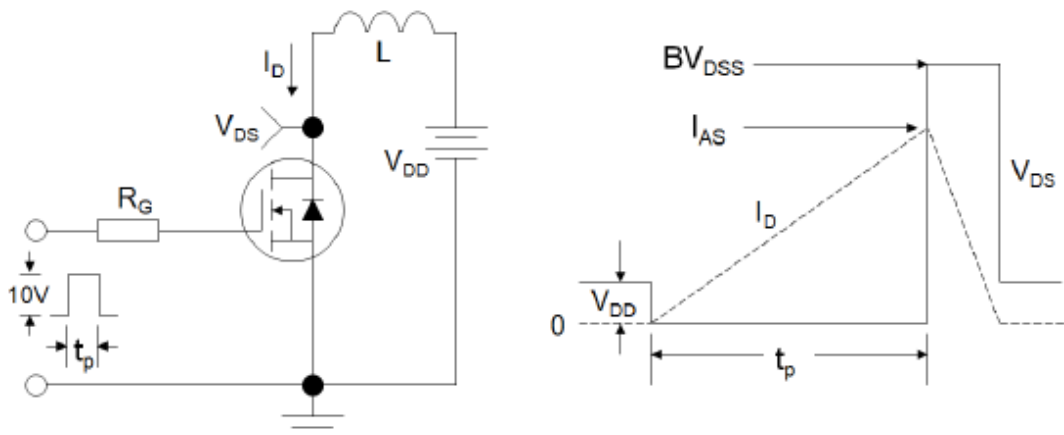 L
I_D
V_DS
V_DD
R_G
10V
t_p
BV_DSS
I_AS
V_DS
I_D
V_DD
0
t_p